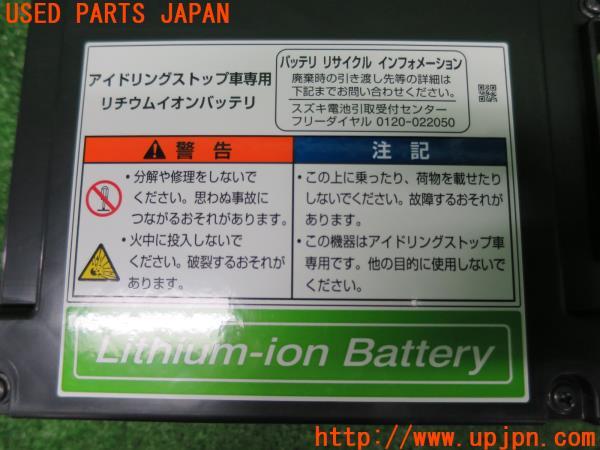 USED PARTS JAPAN
アイドリングストップ車専用
リチウムイオンバッテリ
バッテリ リサイクル インフォメーション
廃棄時の引き渡し先等の詳細は
下記までお問い合わせください。
スズキ電池引取受付センター
フリーダイヤル 0120-022050
警告
・分解や修理をしないで
ください。思わぬ事故に
つながるおそれがあります。
・火中に投入しないで
ください。破裂するおそれが
あります。
注記
・この上に乗ったり、荷物を載せたり
しないでください。故障するおそれが
あります。
・この機器はアイドリングストップ車
専用です。他の目的に使用しないで
ください。
Lithium-ion Battery
http://www.upjpn.com/